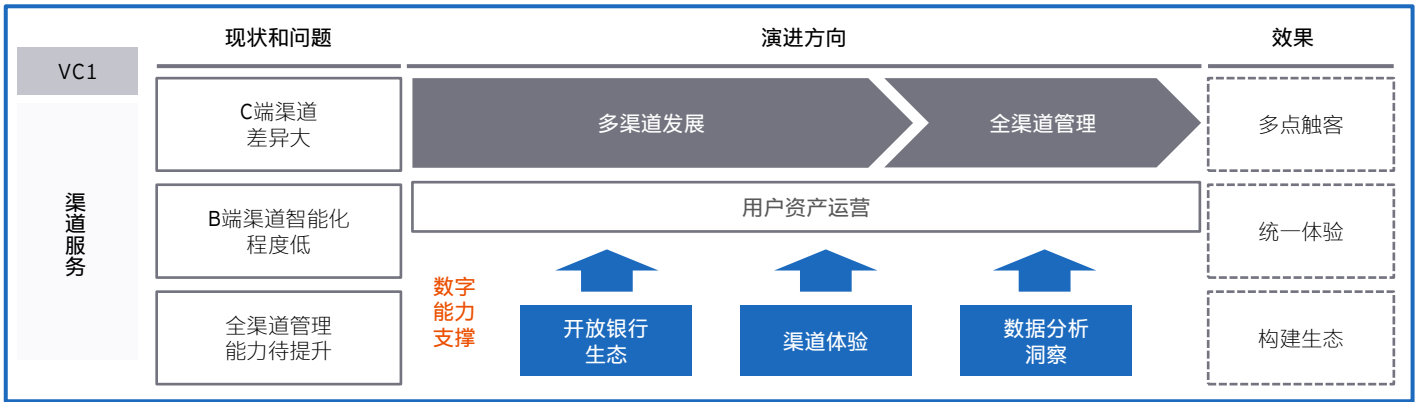 现状和问题
演进方向
效果
VC1
渠道服务
C端渠道
差异大
B端渠道智能化
程度低
全渠道管理
能力待提升
多渠道发展
全渠道管理
用户资产运营
数字
能力
支撑
开放银行
生态
渠道体验
数据分析
洞察
多点触客
统一体验
构建生态